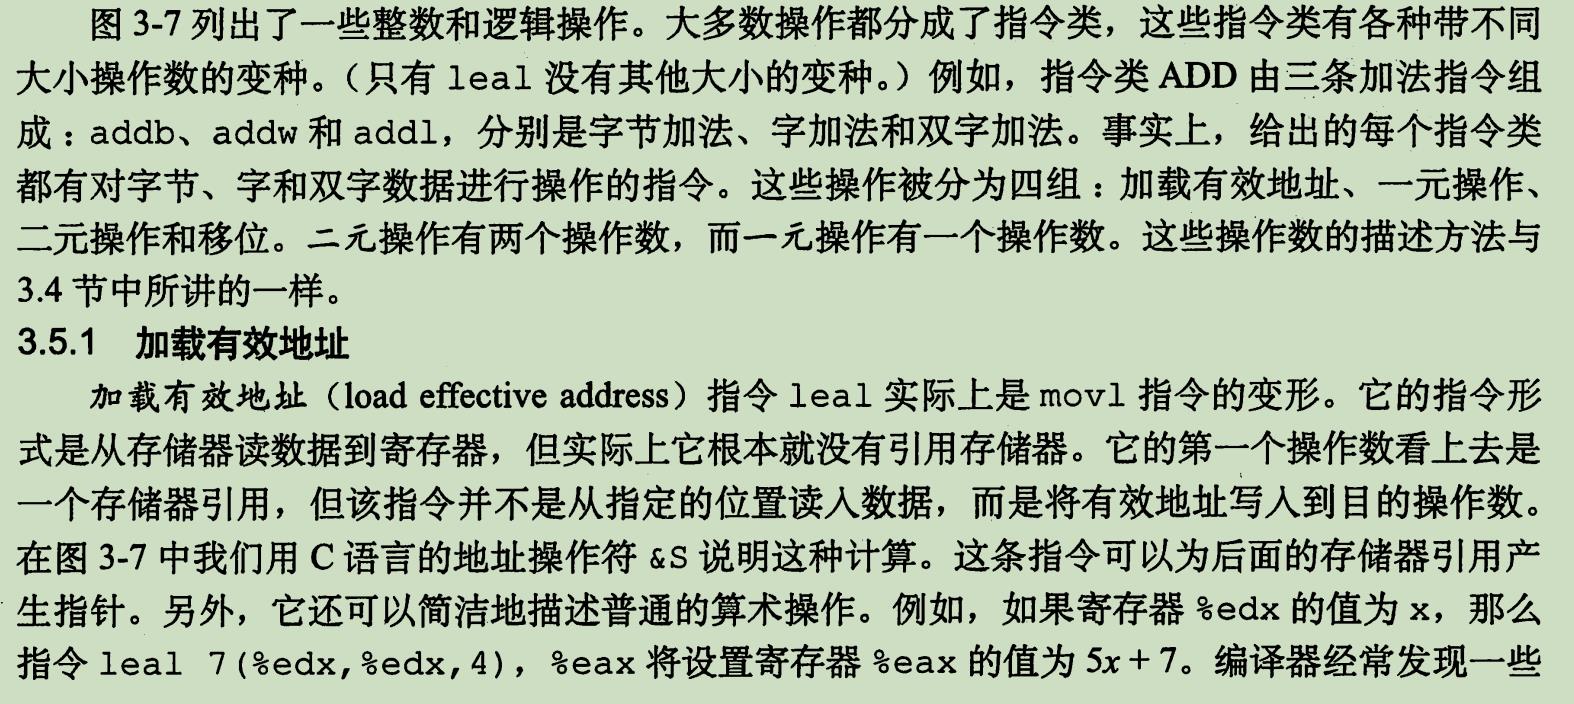 图 3-7 列出了一些整数和逻辑操作。大多数操作都分成了指令类，这些指令类有各种带不同
大小操作数的变种。（只有 leal 没有其他大小的变种。）例如，指令类 ADD 由三条加法指令组
成：addb、addw 和 addl，分别是字节加法、字加法和双字加法。事实上，给出的每个指令类
都有对字节、字和双字数据进行操作的指令。这些操作被分为四组：加载有效地址、一元操作、
二元操作和移位。二元操作有两个操作数，而一元操作有一个操作数。这些操作数的描述方法与
3.4 节中所讲的一样。
3.5.1 加载有效地址
加载有效地址（load effective address）指令 leal 实际上是 movl 指令的变形。它的指令形
式是从存储器读数据到寄存器，但实际上它根本就没有引用存储器。它的第一个操作数看上去是
一个存储器引用，但该指令并不是从指定的位置读入数据，而是将有效地址写入到目的操作数。
在图 3-7 中我们用 C 语言的地址操作符 &S 说明这种计算。这条指令可以为后面的存储器引用产
生指针。另外，它还可以简洁地描述普通的算术操作。例如，如果寄存器 %edx 的值为 x，那么
指令 leal 7(%edx,%edx,4)，%eax 将设置寄存器 %eax 的值为 5x + 7。编译器经常发现一些